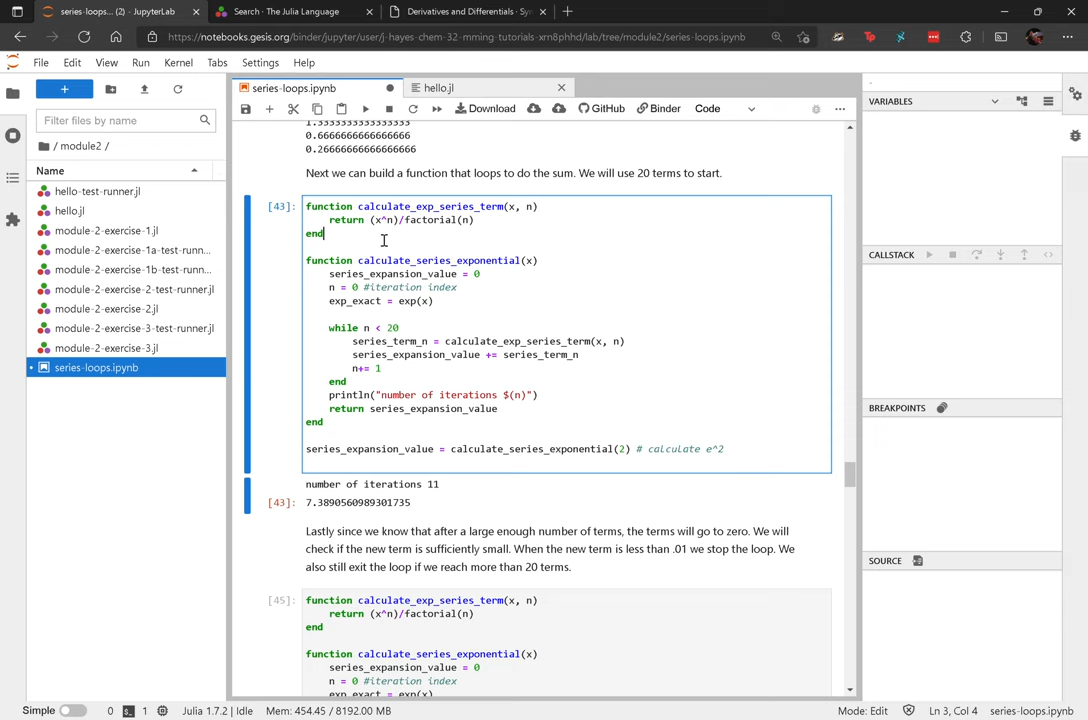 series-loops... (2) - JupyterLab
Search · The Julia Language
Derivatives and Differentials - Sy
https://notebooks.gesis.org/binder/jupyter/user/j-hayes-chem-32-mming-tutorials-xrn8phhd/lab/tree/module2/series-loops.ipynb
File Edit View Run Kernel Tabs Settings Help
Filter files by name
/ module2 /
Name
hello-test-runner.jl
hello.jl
module-2-exercise-1.jl
module-2-exercise-1a-test-runn...
module-2-exercise-1b-test-runn...
module-2-exercise-2-test-runner.jl
module-2-exercise-2.jl
module-2-exercise-3-test-runner.jl
module-2-exercise-3.jl
series-loops.ipynb
series-loops.ipynb
hello.jl
Download GitHub Binder Code
1.3333333333333333
0.6666666666666666
0.26666666666666666
Next we can build a function that loops to do the sum. We will use 20 terms to start.
[43]: function calculate_exp_series_term(x, n)
return (x^n)/factorial(n)
end
function calculate_series_exponential(x)
series_expansion_value = 0
n = 0 #iteration index
exp_exact = exp(x)
while n < 20
series_term_n = calculate_exp_series_term(x, n)
series_expansion_value += series_term_n
n+= 1
end
println("number of iterations $(n)")
return series_expansion_value
end
series_expansion_value = calculate_series_exponential(2) # calculate e^2
number of iterations 11
[43]: 7.3890560989301735
Lastly since we know that after a large enough number of terms, the terms will go to zero. We will
check if the new term is sufficiently small. When the new term is less than .01 we stop the loop. We
also still exit the loop if we reach more than 20 terms.
[45]: function calculate_exp_series_term(x, n)
return (x^n)/factorial(n)
end
function calculate_series_exponential(x)
series_expansion_value = 0
n = 0 #iteration index
exp_exact = exp(x)
VARIABLES
CALLSTACK
BREAKPOINTS
SOURCE
Simple 0 1 Julia 1.7.2 | Idle Mem: 454.45 / 8192.00 MB Mode: Edit Ln 3, Col 4 series-loops.ipynb